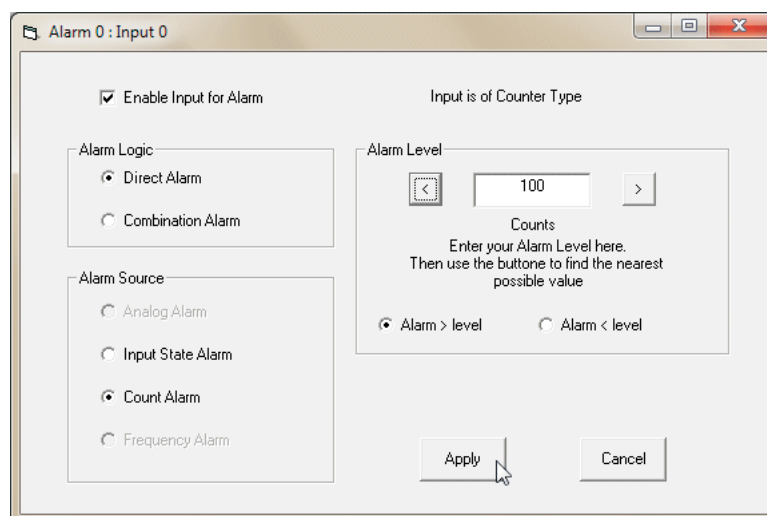 Alarm 0 : Input 0
Enable Input for Alarm
Input is of Counter Type
Alarm Logic
Direct Alarm
Combination Alarm
Alarm Source
Analog Alarm
Input State Alarm
Count Alarm
Frequency Alarm
Alarm Level
< 100 >
Counts
Enter your Alarm Level here.
Then use the buttone to find the nearest
possible value
Alarm > level
Alarm < level
Apply
Cancel